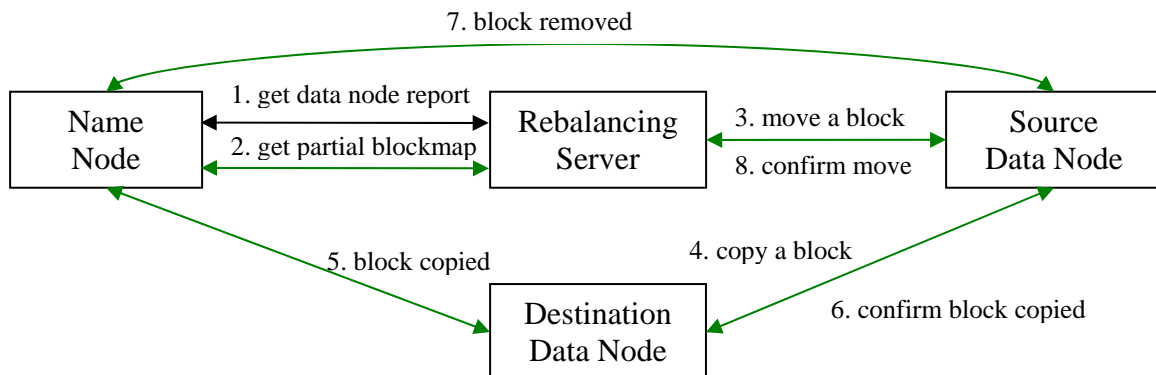 7. block removed
Name
Node
1. get data node report
2. get partial blockmap
Rebalancing
Server
3. move a block
8. confirm move
Source
Data Node
5. block copied
4. copy a block
6. confirm block copied
Destination
Data Node